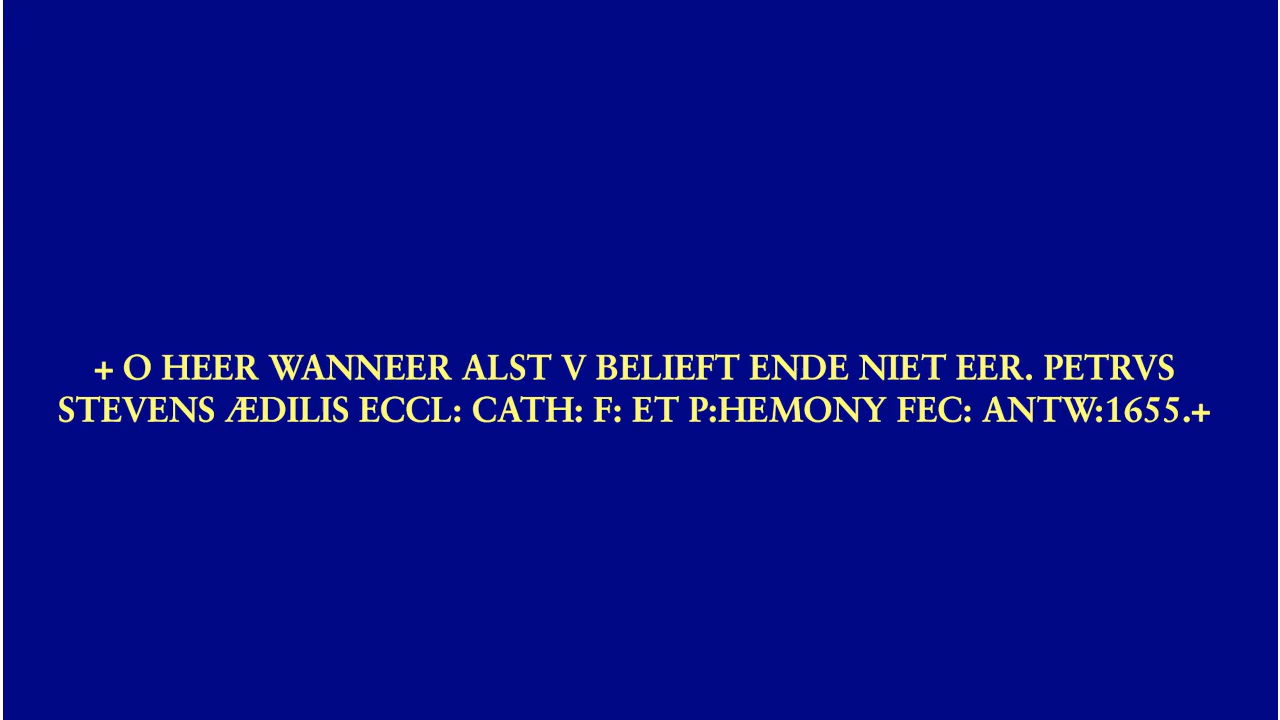 + O HEER WANNEER ALST V BELIEFT ENDE NIET EER. PETRVS
STEVENS ÆDILIS ECCL: CATH: F: ET P:HEMONY FEC: ANTW:1655.+